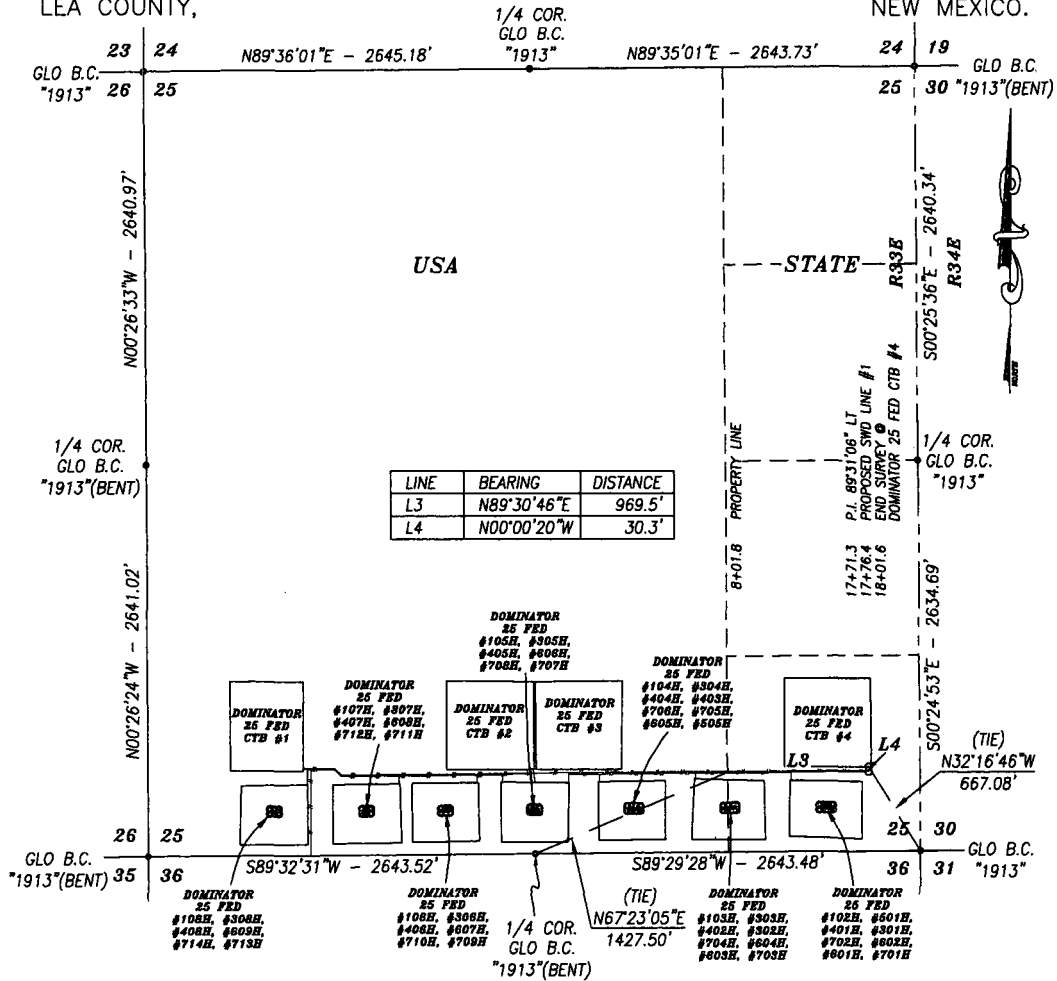 LEA COUNTY,
NEW MEXICO.
1/4 COR.
GLO B.C.
"1913"
23 24
N89°36'01"E - 2645.18'
N89°35'01"E - 2643.73'
24 19
GLO B.C.
"1913"
26 25
25 30
GLO B.C.
"1913"(BENT)
N00°26'33"W - 2640.97'
USA
STATE
R33E
R34E
S00°25'36"E - 2640.34'
NORTH
1/4 COR.
GLO B.C.
"1913"(BENT)
LINE BEARING DISTANCE
L3 N89°30'46"E 969.5'
L4 N00°00'20"W 30.3'
8+01.8 PROPERTY LINE
17+71.3 P.I. 89°31'06" LT
17+76.4 PROPOSED SWD LINE #1
18+01.6 END SURVEY @
DOMINATOR 25 FED CTB #4
1/4 COR.
GLO B.C.
"1913"
N00°26'24"W - 2641.02'
S00°24'53"E - 2634.69'
DOMINATOR
25 FED
CTB #1
DOMINATOR
25 FED
#107H, #307H,
#407H, #608H,
#712H, #711H
DOMINATOR
25 FED
#105H, #305H,
#405H, #606H,
#708H, #707H
DOMINATOR
25 FED
CTB #2
DOMINATOR
25 FED
CTB #3
DOMINATOR
25 FED
#104H, #304H,
#404H, #403H,
#706H, #705H,
#605H, #505H
DOMINATOR
25 FED
CTB #4
L3
L4
(TIE)
N32°16'46"W
667.08'
26 25
25 30
GLO B.C.
"1913"(BENT)
35 36
S89°32'31"W - 2643.52'
S89°29'28"W - 2643.48'
36 31
GLO B.C.
"1913"
DOMINATOR
25 FED
#108H, #308H,
#408H, #609H,
#714H, #713H
DOMINATOR
25 FED
#106H, #306H,
#406H, #607H,
#710H, #709H
1/4 COR.
GLO B.C.
"1913"(BENT)
(TIE)
N67°23'05"E
1427.50'
DOMINATOR
25 FED
#103H, #303H,
#402H, #302H,
#704H, #604H,
#603H, #703H
DOMINATOR
25 FED
#102H, #501H,
#401H, #301H,
#702H, #602H,
#601H, #701H